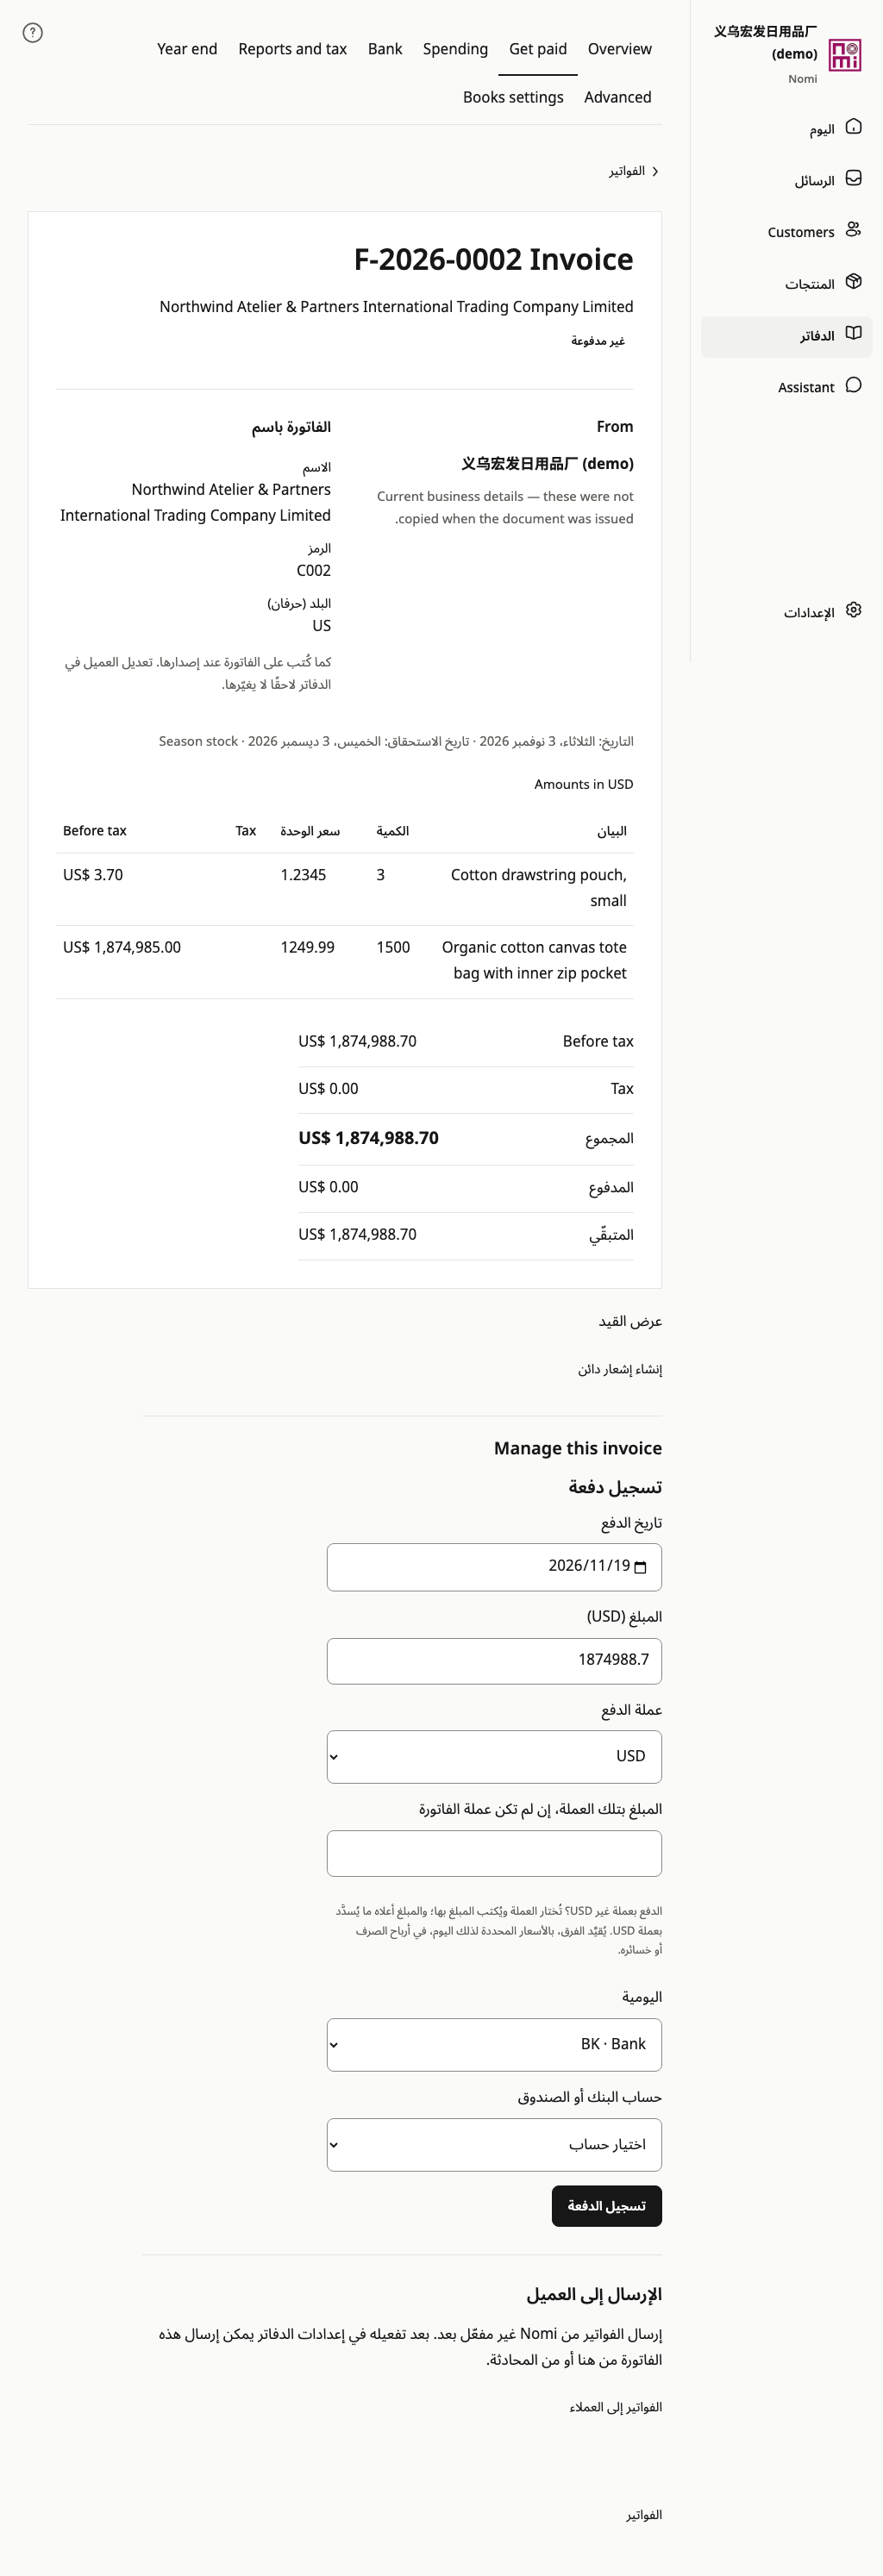 义乌宏发日用品厂
(demo)
Nomi
اليوم
الرسائل
Customers
المنتجات
الدفاتر
Assistant
الإعدادات
Overview
Get paid
Spending
Bank
Reports and tax
Year end
Advanced
Books settings
?
الفواتير
F-2026-0002 Invoice
Northwind Atelier & Partners International Trading Company Limited
غير مدفوعة
From
义乌宏发日用品厂 (demo)
Current business details — these were not
.copied when the document was issued
الفاتورة باسم
الاسم
Northwind Atelier & Partners
International Trading Company Limited
الرمز
C002
البلد (حرفان)
US
كما كُتب على الفاتورة عند إصدارها. تعديل العميل في
الدفاتر لاحقًا لا يغيّرها.
التاريخ: الثلاثاء، 3 نوفمبر 2026 · تاريخ الاستحقاق: الخميس، 3 ديسمبر 2026 · Season stock
Amounts in USD
البيان الكمية سعر الوحدة Tax Before tax
Cotton drawstring pouch, small 3 1.2345 US$ 3.70
Organic cotton canvas tote bag with inner zip pocket 1500 1249.99 US$ 1,874,985.00
Before tax US$ 1,874,988.70
Tax US$ 0.00
المجموع US$ 1,874,988.70
المدفوع US$ 0.00
المتبقّي US$ 1,874,988.70
عرض القيد
إنشاء إشعار دائن
Manage this invoice
تسجيل دفعة
تاريخ الدفع
2026/11/19
المبلغ (USD)
1874988.7
عملة الدفع
USD
المبلغ بتلك العملة، إن لم تكن عملة الفاتورة
الدفع بعملة غير USD؟ تُختار العملة ويُكتب المبلغ بها؛ والمبلغ أعلاه ما يُسدَّد
بعملة USD. يُقيَّد الفرق، بالأسعار المحددة لذلك اليوم، في أرباح الصرف
أو خسائره.
اليومية
BK · Bank
حساب البنك أو الصندوق
اختيار حساب
تسجيل الدفعة
الإرسال إلى العميل
إرسال الفواتير من Nomi غير مفعّل بعد. بعد تفعيله في إعدادات الدفاتر يمكن إرسال هذه
الفاتورة من هنا أو من المحادثة.
الفواتير إلى العملاء
الفواتير